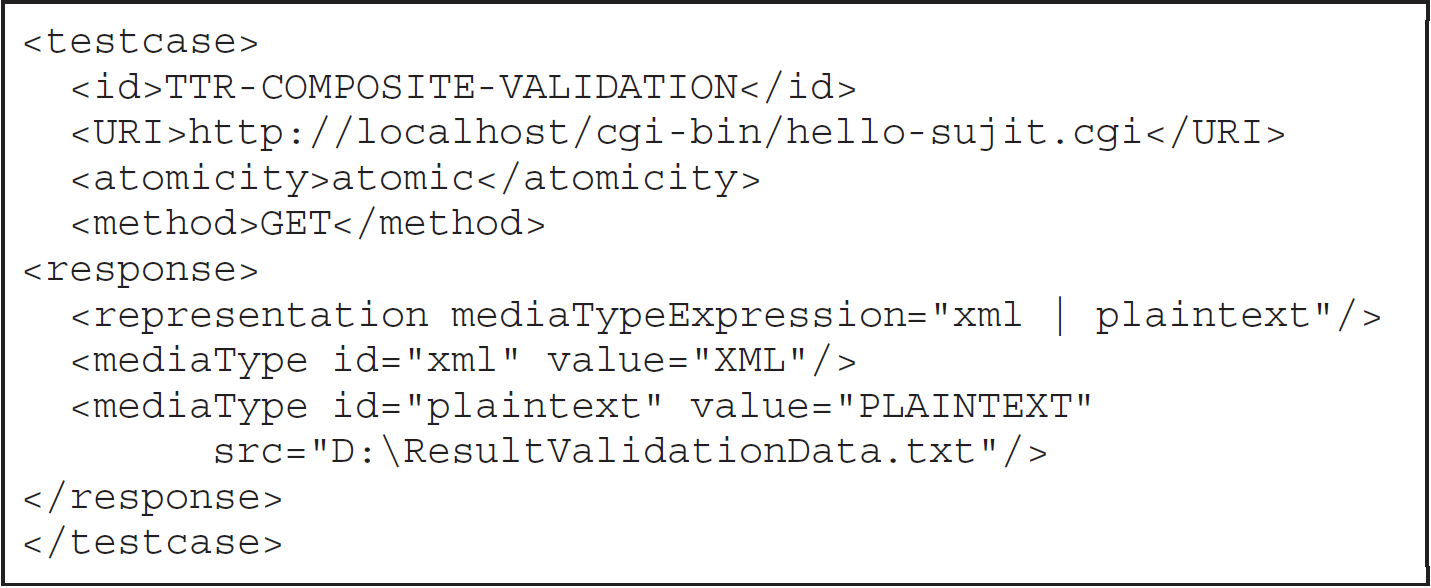 <testcase>
  <id>TTR-COMPOSITE-VALIDATION</id>
  <URI>http://localhost/cgi-bin/hello-sujit.cgi</URI>
  <atomicity>atomic</atomicity>
  <method>GET</method>
<response>
  <representation mediaTypeExpression="xml | plaintext"/>
  <mediaType id="xml" value="XML"/>
  <mediaType id="plaintext" value="PLAINTEXT"
        src="D:\ResultValidationData.txt"/>
</response>
</testcase>